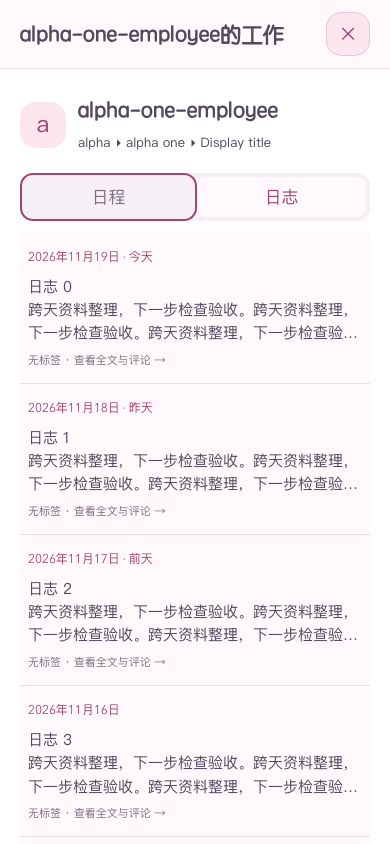 alpha-one-employee的工作
a
alpha-one-employee
alpha ▸ alpha one ▸ Display title
日程
日志
2026年11月19日 · 今天
日志 0
跨天资料整理，下一步检查验收。跨天资料整理，
下一步检查验收。跨天资料整理，下一步检查验...
无标签 · 查看全文与评论 →
2026年11月18日 · 昨天
日志 1
跨天资料整理，下一步检查验收。跨天资料整理，
下一步检查验收。跨天资料整理，下一步检查验...
无标签 · 查看全文与评论 →
2026年11月17日 · 前天
日志 2
跨天资料整理，下一步检查验收。跨天资料整理，
下一步检查验收。跨天资料整理，下一步检查验...
无标签 · 查看全文与评论 →
2026年11月16日
日志 3
跨天资料整理，下一步检查验收。跨天资料整理，
下一步检查验收。跨天资料整理，下一步检查验...
无标签 · 查看全文与评论 →